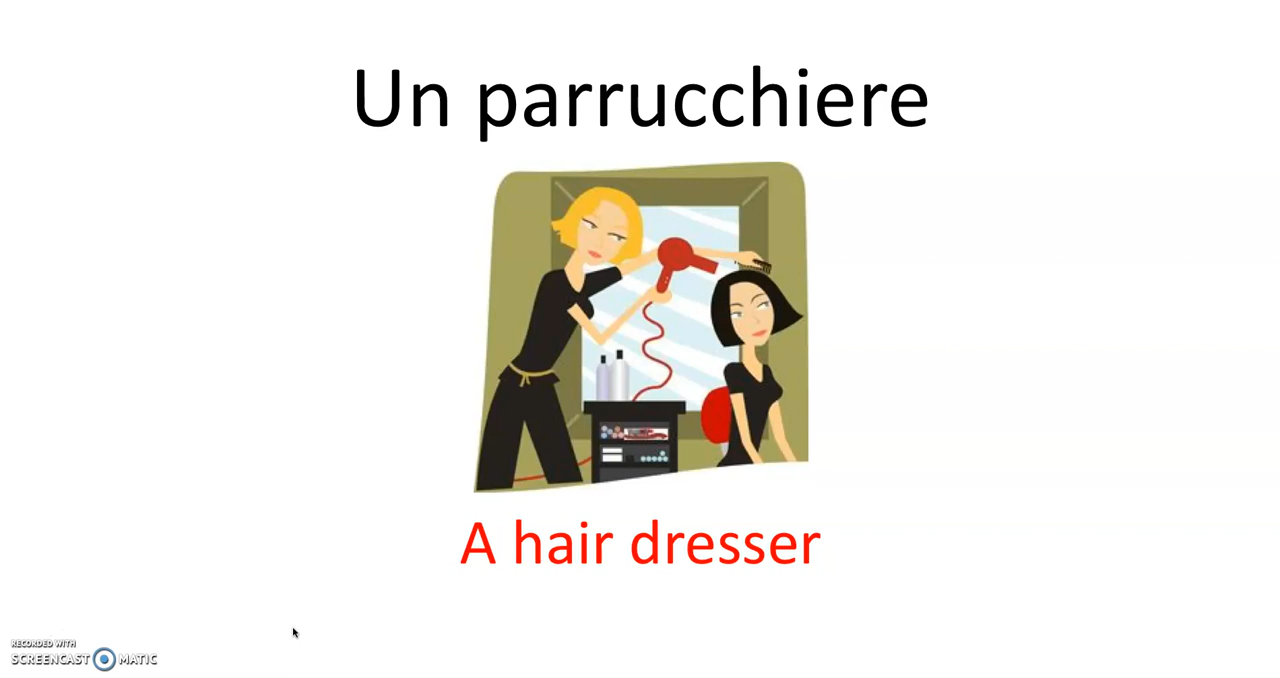 Un parrucchiere
A hair dresser
RECORDED WITH
SCREENCAST MATIC